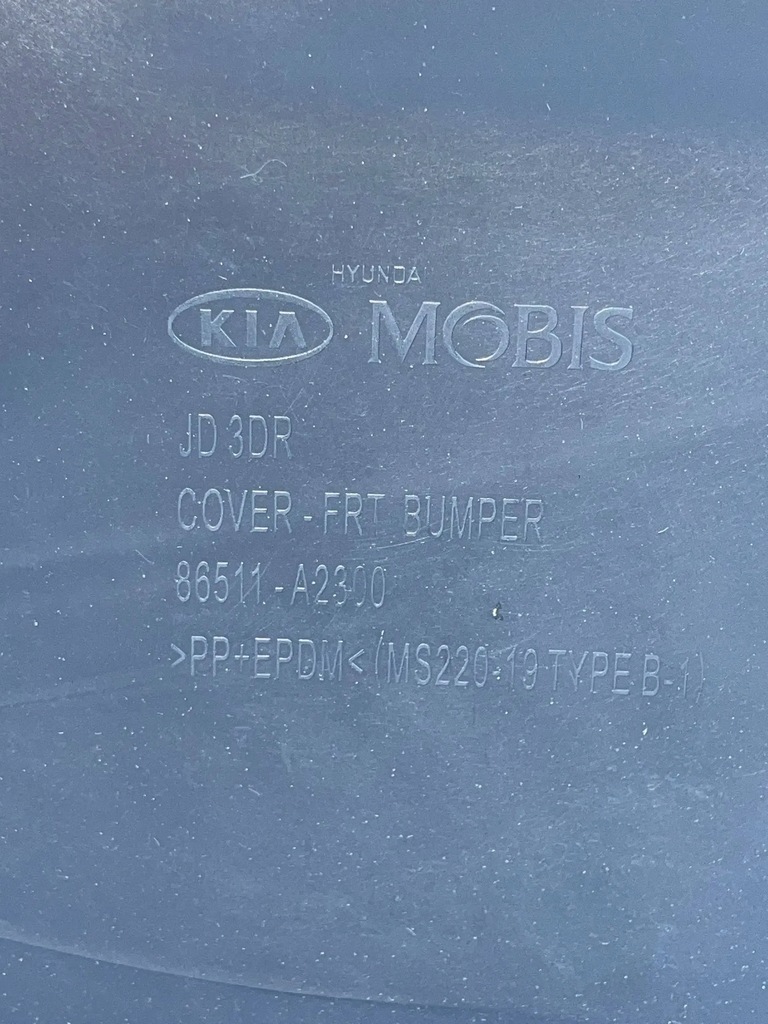 HYUNDA
KIA MOBIS
JD 3DR
COVER - FRT BUMPER
86511 - A2300
>PP+EPDM< (MS220-19 TYPE B-1)